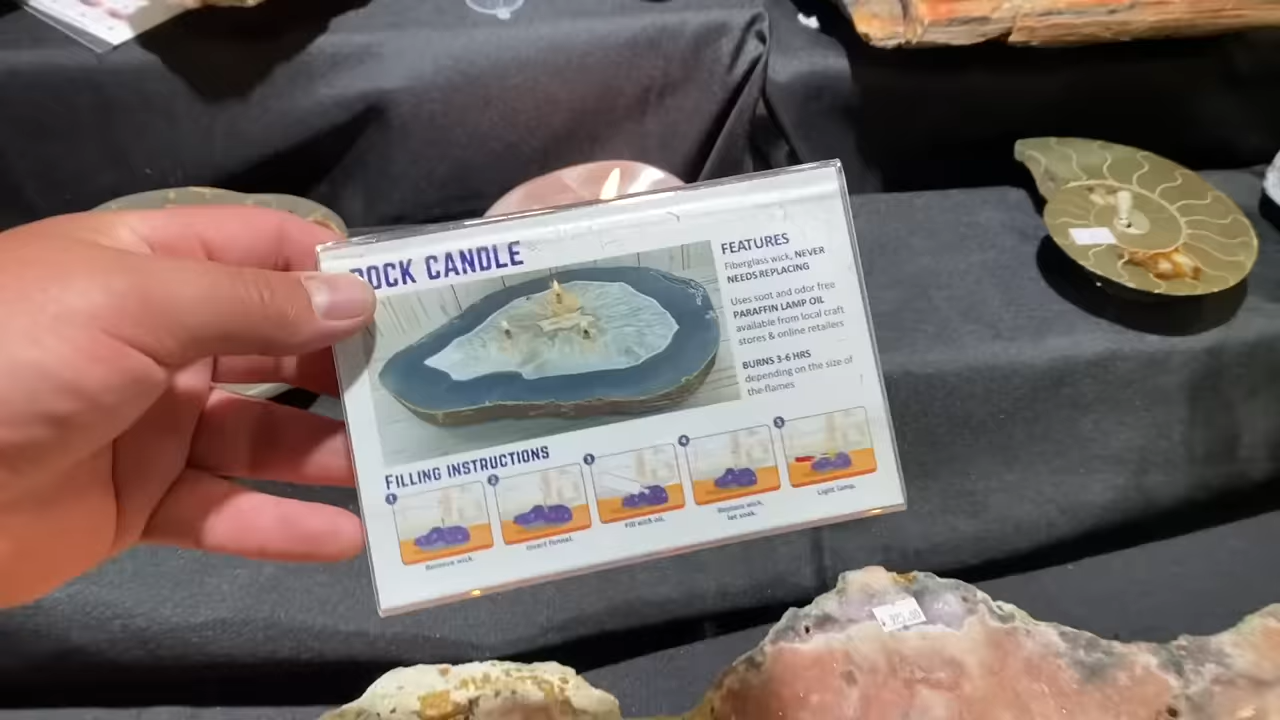 ROCK CANDLE
FEATURES
Fiberglass wick, NEVER
NEEDS REPLACING
Uses soot and odor free
PARAFFIN LAMP OIL
available from local craft
stores & online retailers
BURNS 3-6 HRS
depending on the size of
the flames
FILLING INSTRUCTIONS
1
2
3
4
5
Remove wick.
Insert funnel.
Fill with oil.
Replace wick,
let soak.
Light lamp.